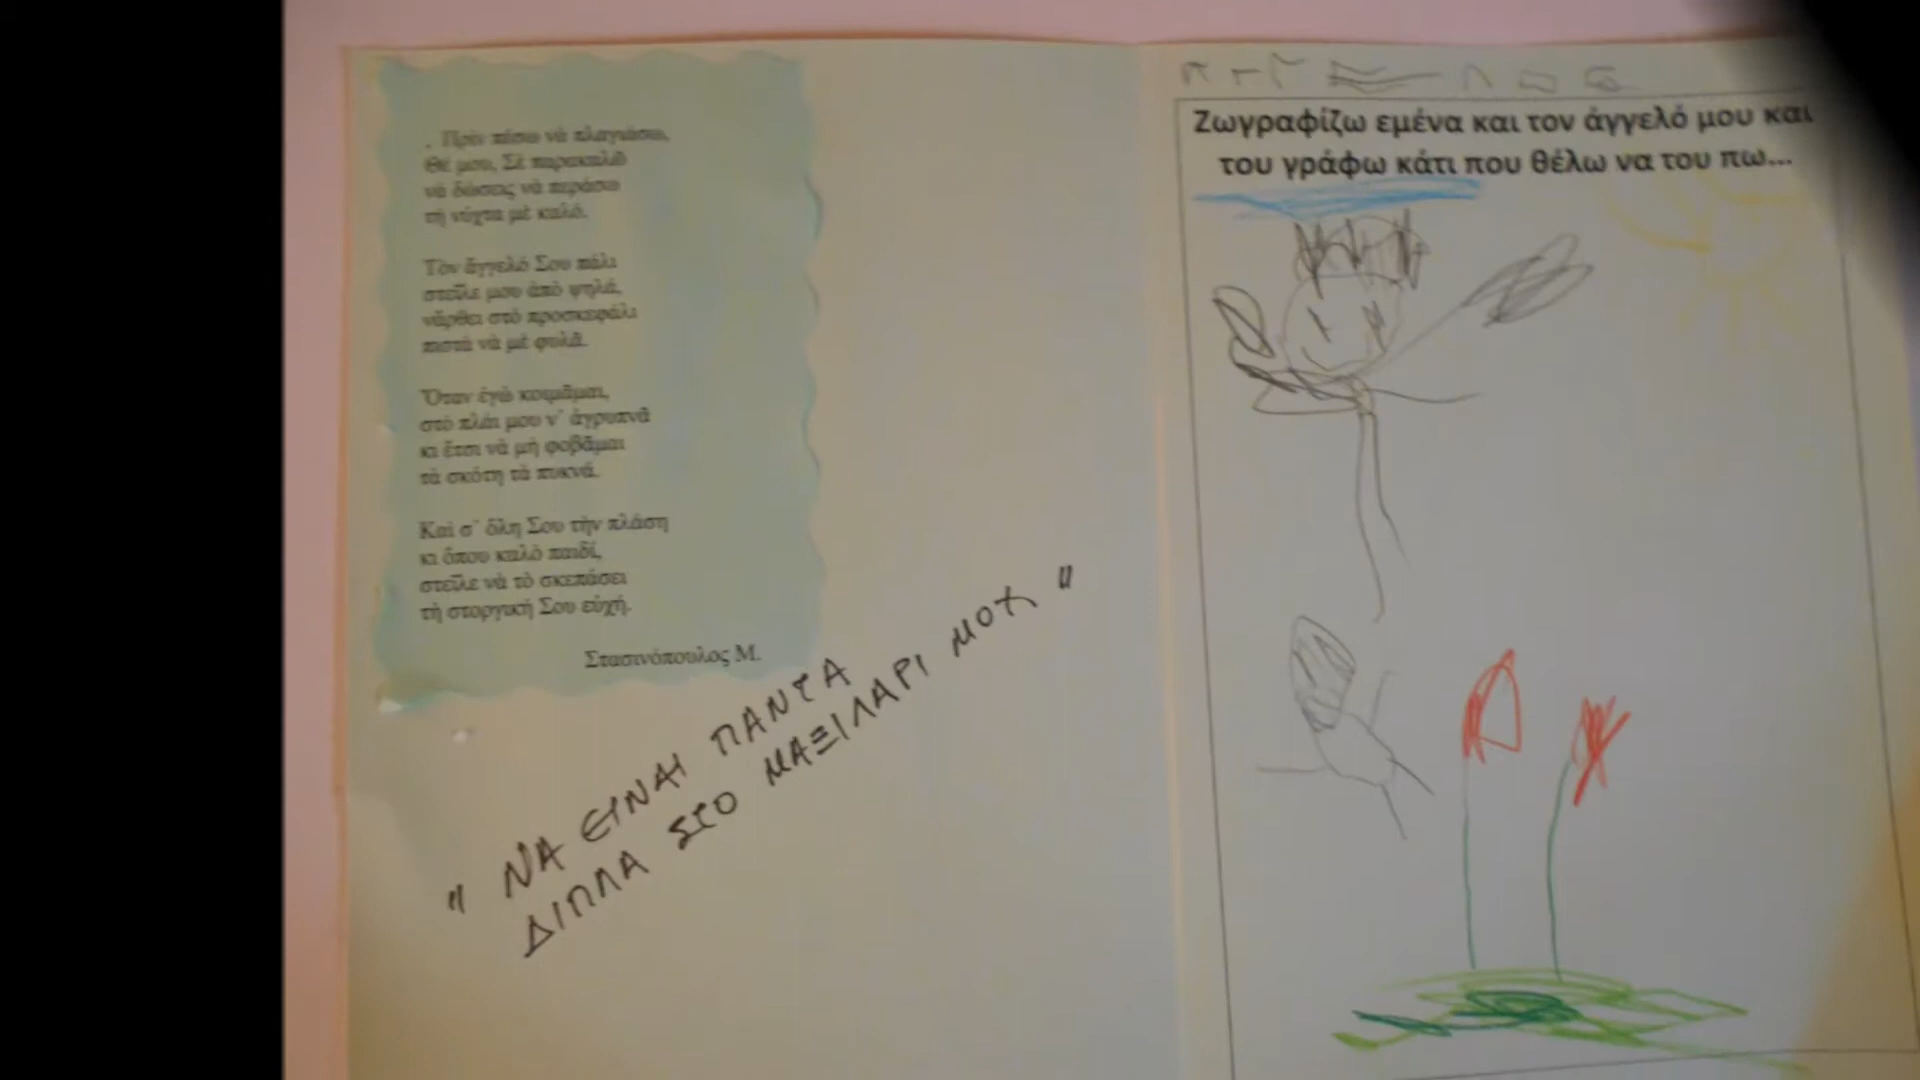 . Πρὶν πέσω νὰ πλαγιάσω,
Θέ μου, Σὲ παρακαλῶ
νὰ δώσεις νὰ περάσω
τὴ νύχτα μὲ καλό.
Τὸν ἄγγελό Σου πάλι
στεῖλε μου ἀπὸ ψηλά,
νἄρθει στὸ προσκεφάλι
πιστὰ νὰ μὲ φυλᾶ.
Ὅταν ἐγὼ κοιμᾶμαι,
στὸ πλάι μου ν᾿ ἀγρυπνᾶ
κι ἔτσι νὰ μὴ φοβᾶμαι
τὰ σκότη τὰ πυκνά.
Καὶ σ᾿ ὅλη Σου τὴν πλάση
κι ὅπου καλὸ παιδί,
στεῖλε νὰ τὸ σκεπάσει
τὴ στοργική Σου εὐχή.
Στασινόπουλος Μ.
" ΝΑ ΕΙΝΑΙ ΠΑΝΤΑ
ΔΙΠΛΑ ΣΤΟ ΜΑΞΙΛΑΡΙ ΜΟΥ "
Ζωγραφίζω εμένα και τον άγγελό μου και
του γράφω κάτι που θέλω να του πω...